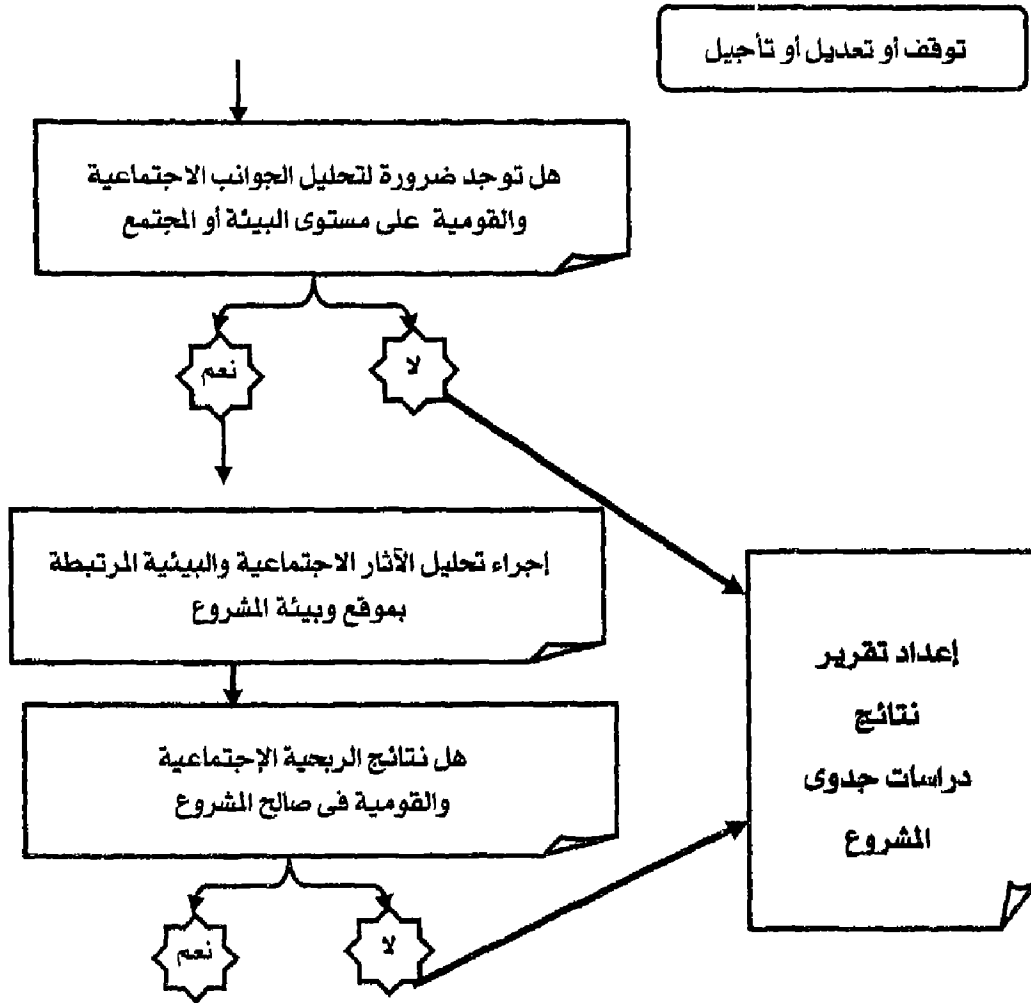 توقف أو تعديل أو تأجيل
هل توجد ضرورة لتحليل الجوانب الاجتماعية
والقومية على مستوى البيئة أو المجتمع
نعم
لا
إجراء تحليل الآثار الاجتماعية والبيئية المرتبطة
بموقع وبيئة المشروع
هل نتائج الربحية الإجتماعية
والقومية فى صالح المشروع
نعم
لا
إعداد تقرير
نتائج
دراسات جدوى
المشروع